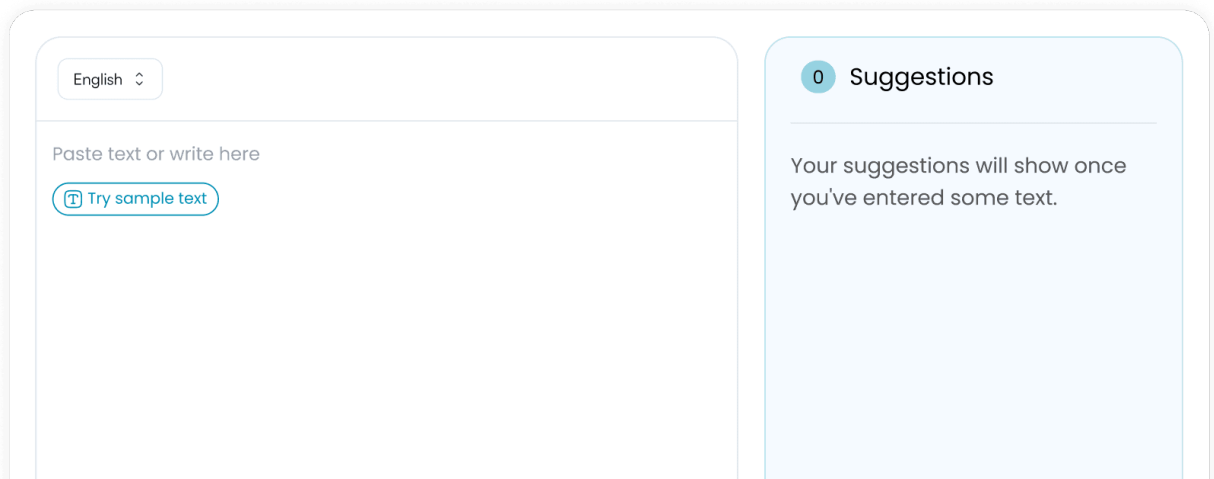 English
Paste text or write here
Try sample text
0 Suggestions
Your suggestions will show once
you've entered some text.